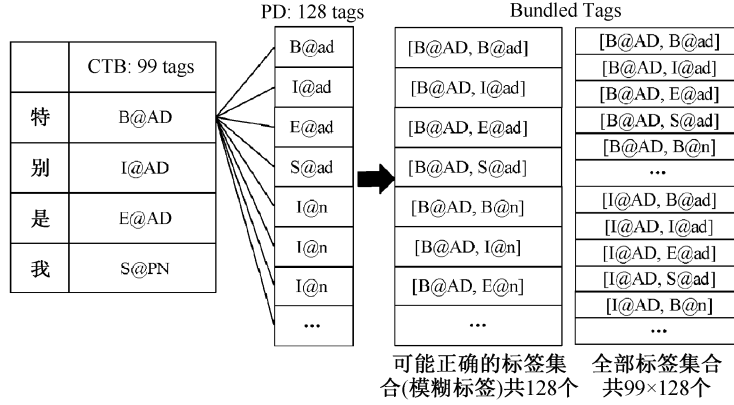 PD: 128 tags
Bundled Tags
CTB: 99 tags
特 B@AD
别 I@AD
是 E@AD
我 S@PN
B@ad
I@ad
E@ad
S@ad
I@n
I@n
I@n
...
[B@AD, B@ad]
[B@AD, I@ad]
[B@AD, E@ad]
[B@AD, S@ad]
[B@AD, B@n]
[B@AD, I@n]
[B@AD, E@n]
...
[B@AD, B@ad]
[B@AD, I@ad]
[B@AD, E@ad]
[B@AD, S@ad]
[B@AD, B@n]
...
[I@AD, B@ad]
[I@AD, I@ad]
[I@AD, E@ad]
[I@AD, S@ad]
[I@AD, B@n]
...
可能正确的标签集
合(模糊标签)共128个
全部标签集合
共99×128个